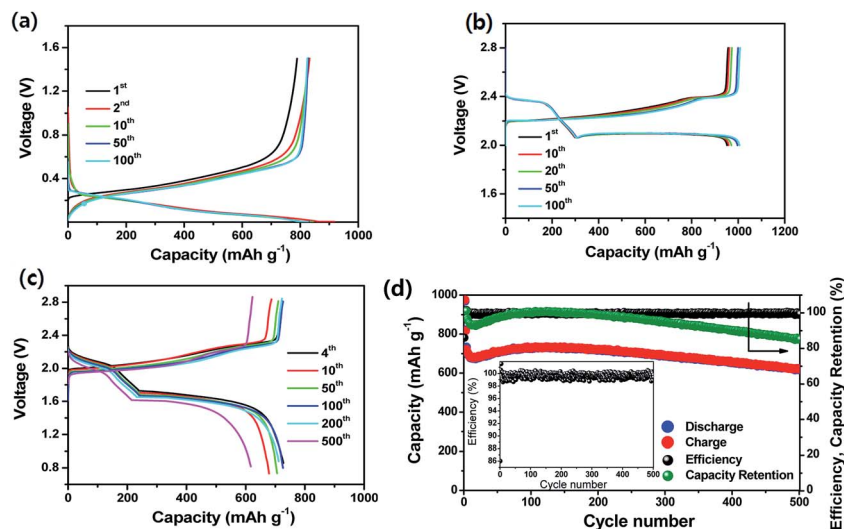 (a)
1.6
1.2
0.8
0.4
Voltage (V)
1st
2nd
10th
50th
100th
0 200 400 600 800 1000
Capacity (mAh g-1)
(b)
2.8
2.4
2.0
1.6
Voltage (V)
1st
10th
20th
50th
100th
0 200 400 600 800 1000 1200
Capacity (mAh g-1)
(c)
2.8
2.4
2.0
1.6
1.2
0.8
Voltage (V)
4th
10th
50th
100th
200th
500th
0 200 400 600 800 1000
Capacity (mAh g-1)
(d)
1000
900
800
700
600
500
400
300
200
100
0
Capacity (mAh g-1)
100
80
60
40
20
0
Efficiency, Capacity Retention (%)
100
98
96
94
92
90
88
86
Efficiency (%)
0 100 200 300 400 500
Cycle number
Discharge
Charge
Efficiency
Capacity Retention
0 100 200 300 400 500
Cycle number